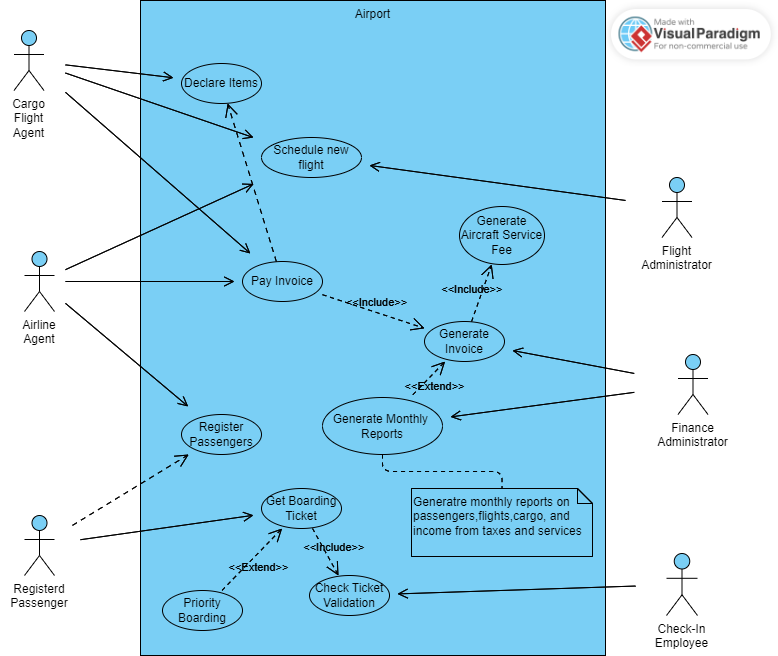 Airport
Made with
VisualParadigm
For non-commercial use
Cargo
Flight
Agent
Declare Items
Schedule new
flight
Generate
Aircraft Service
Fee
Flight
Administrator
Airline
Agent
Pay Invoice
<<Include>>
<<Include>>
Generate
Invoice
<<Extend>>
Finance
Administrator
Register
Passengers
Generate Monthly
Reports
Generatre monthly reports on
passengers,flights,cargo, and
income from taxes and services
Get Boarding
Ticket
<<Include>>
<<Extend>>
Registerd
Passenger
Priority
Boarding
Check Ticket
Validation
Check-In
Employee